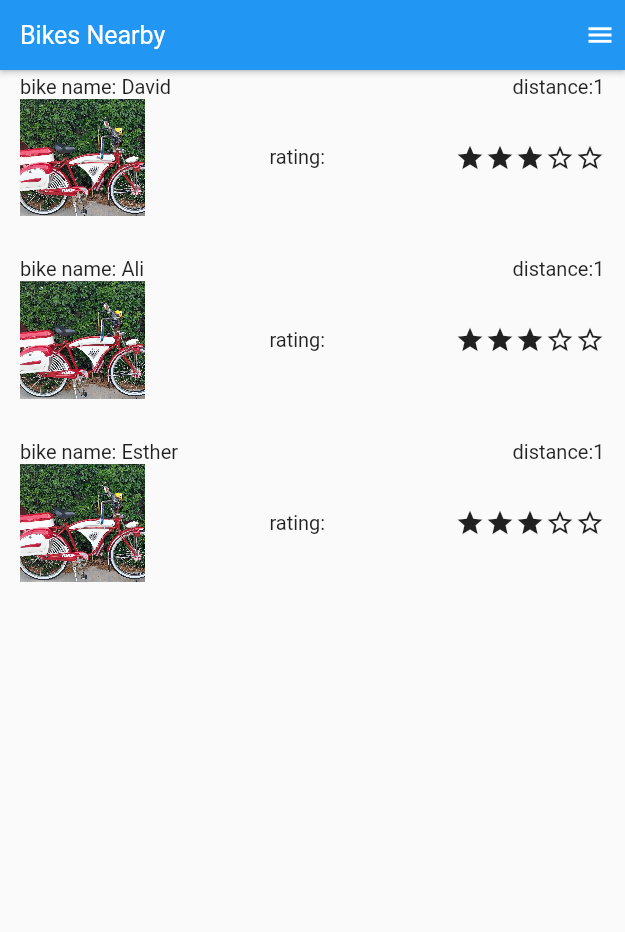 Bikes Nearby
bike name: David distance:1
rating:
bike name: Ali distance:1
rating:
bike name: Esther distance:1
rating: